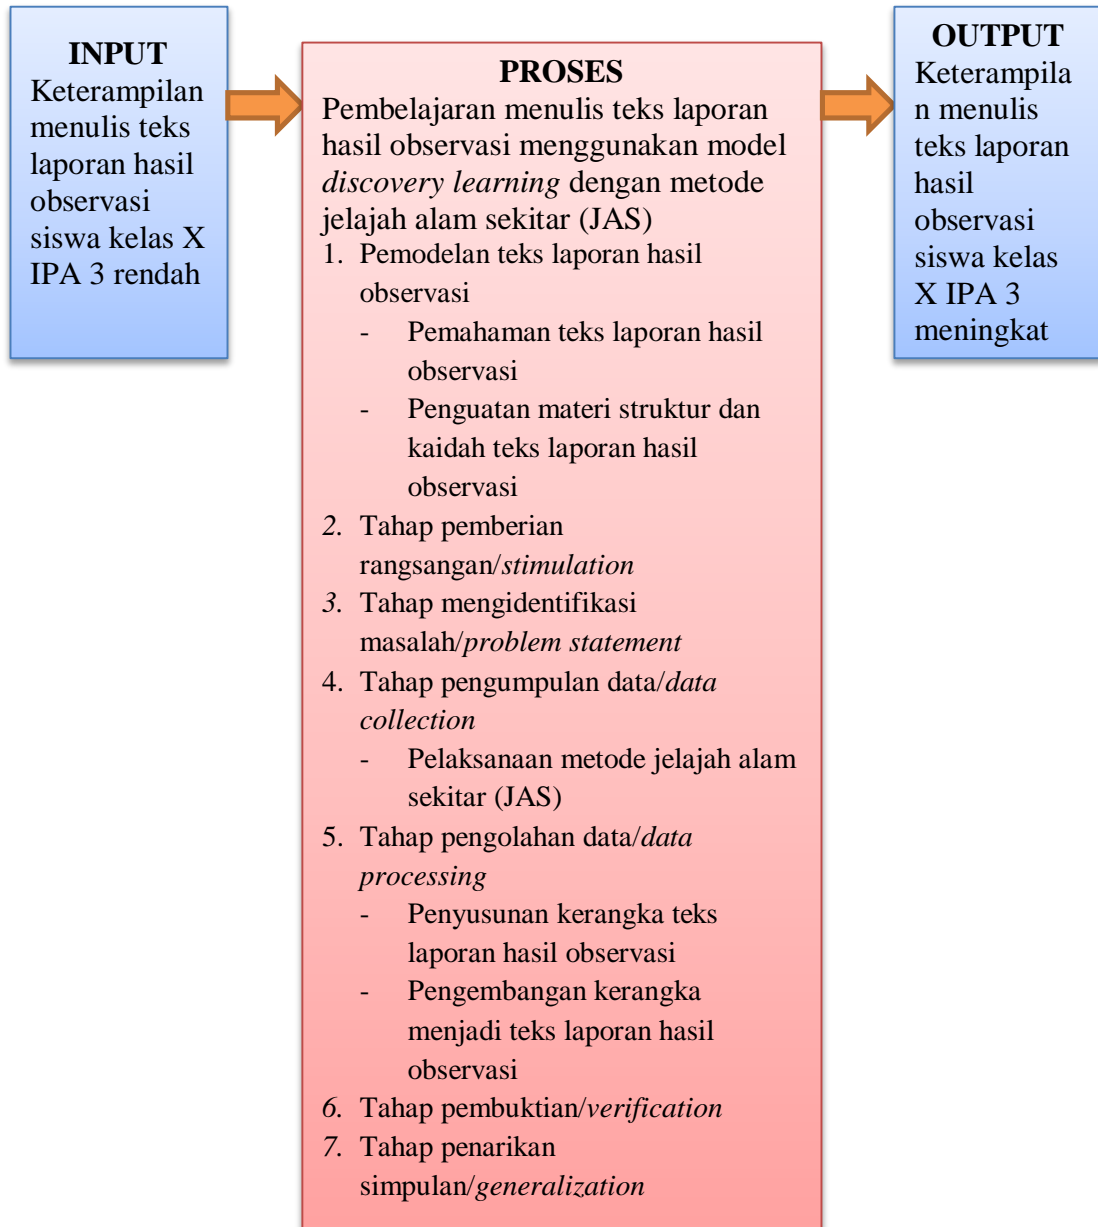 INPUT
Keterampilan
menulis teks
laporan hasil
observasi
siswa kelas X
IPA 3 rendah
PROSES
Pembelajaran menulis teks laporan
hasil observasi menggunakan model
discovery learning dengan metode
jelajah alam sekitar (JAS)
1. Pemodelan teks laporan hasil
observasi
- Pemahaman teks laporan hasil
observasi
- Penguatan materi struktur dan
kaidah teks laporan hasil
observasi
2. Tahap pemberian
rangsangan/stimulation
3. Tahap mengidentifikasi
masalah/problem statement
4. Tahap pengumpulan data/data
collection
- Pelaksanaan metode jelajah alam
sekitar (JAS)
5. Tahap pengolahan data/data
processing
- Penyusunan kerangka teks
laporan hasil observasi
- Pengembangan kerangka
menjadi teks laporan hasil
observasi
6. Tahap pembuktian/verification
7. Tahap penarikan
simpulan/generalization
OUTPUT
Keterampila
n menulis
teks laporan
hasil
observasi
siswa kelas
X IPA 3
meningkat